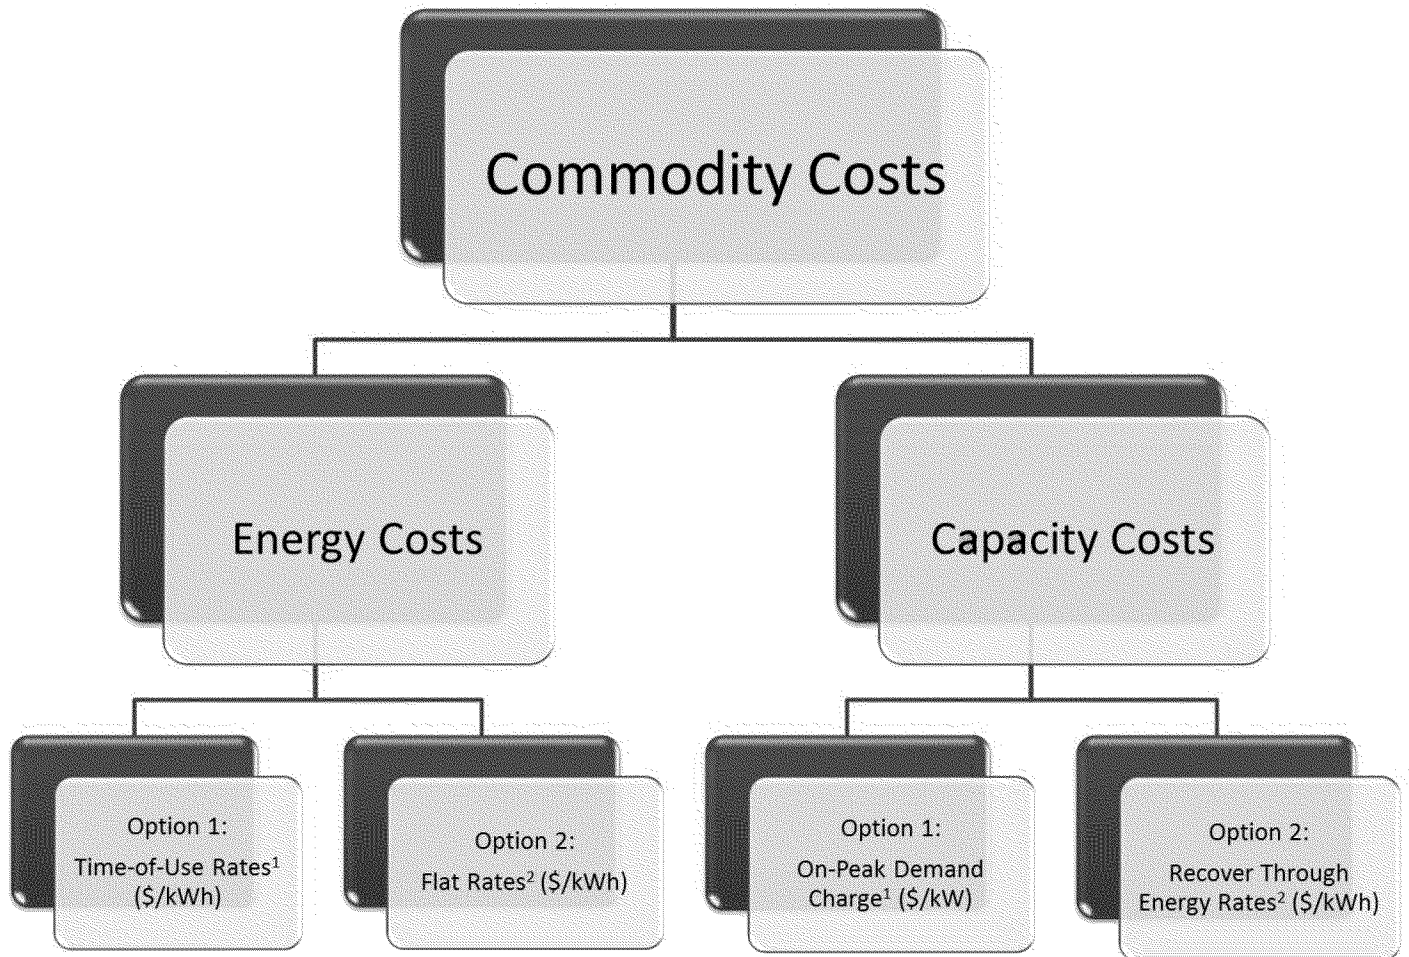 Commodity Costs
Energy Costs
Capacity Costs
Option 1:
Time-of-Use Rates¹
($/kWh)
Option 2:
Flat Rates² ($/kWh)
Option 1:
On-Peak Demand
Charge¹ ($/kW)
Option 2:
Recover Through
Energy Rates² ($/kWh)